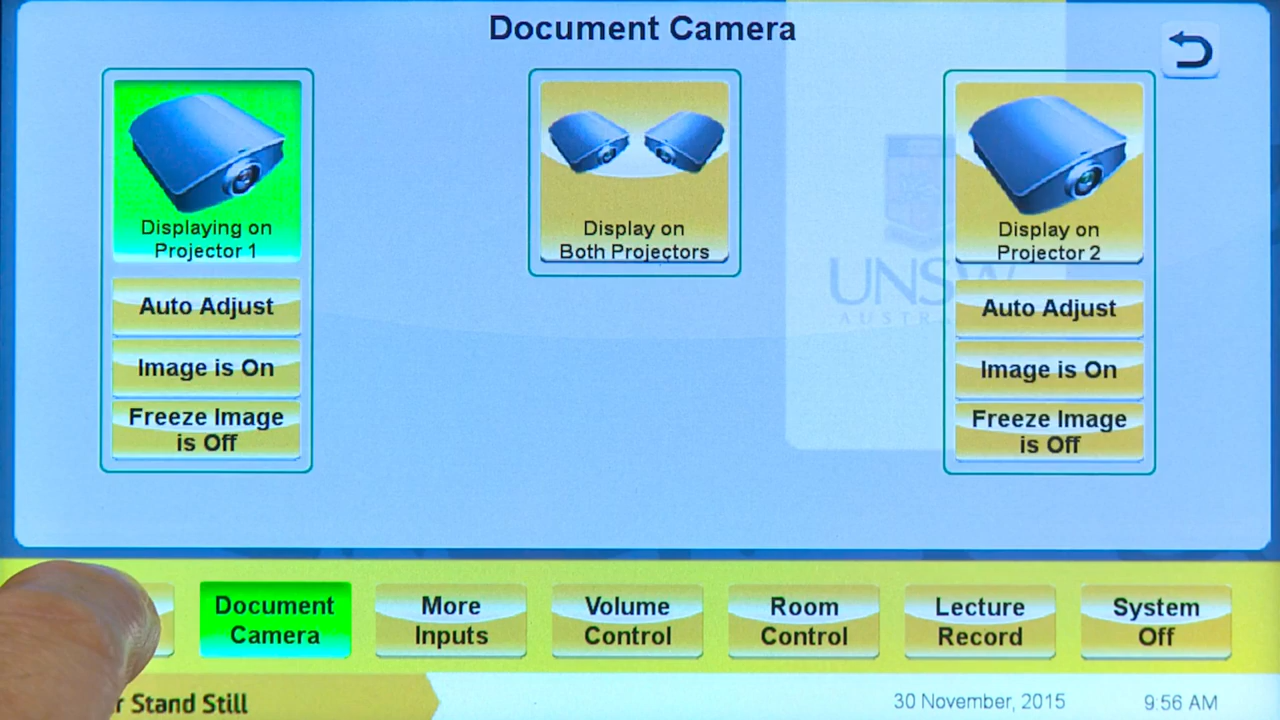 Document Camera
Displaying on
Projector 1
Auto Adjust
Image is On
Freeze Image
is Off
Display on
Both Projectors
Display on
Projector 2
Auto Adjust
Image is On
Freeze Image
is Off
UNSW
AUSTR
Document
Camera
More
Inputs
Volume
Control
Room
Control
Lecture
Record
System
Off
Stand Still
30 November, 2015
9:56 AM